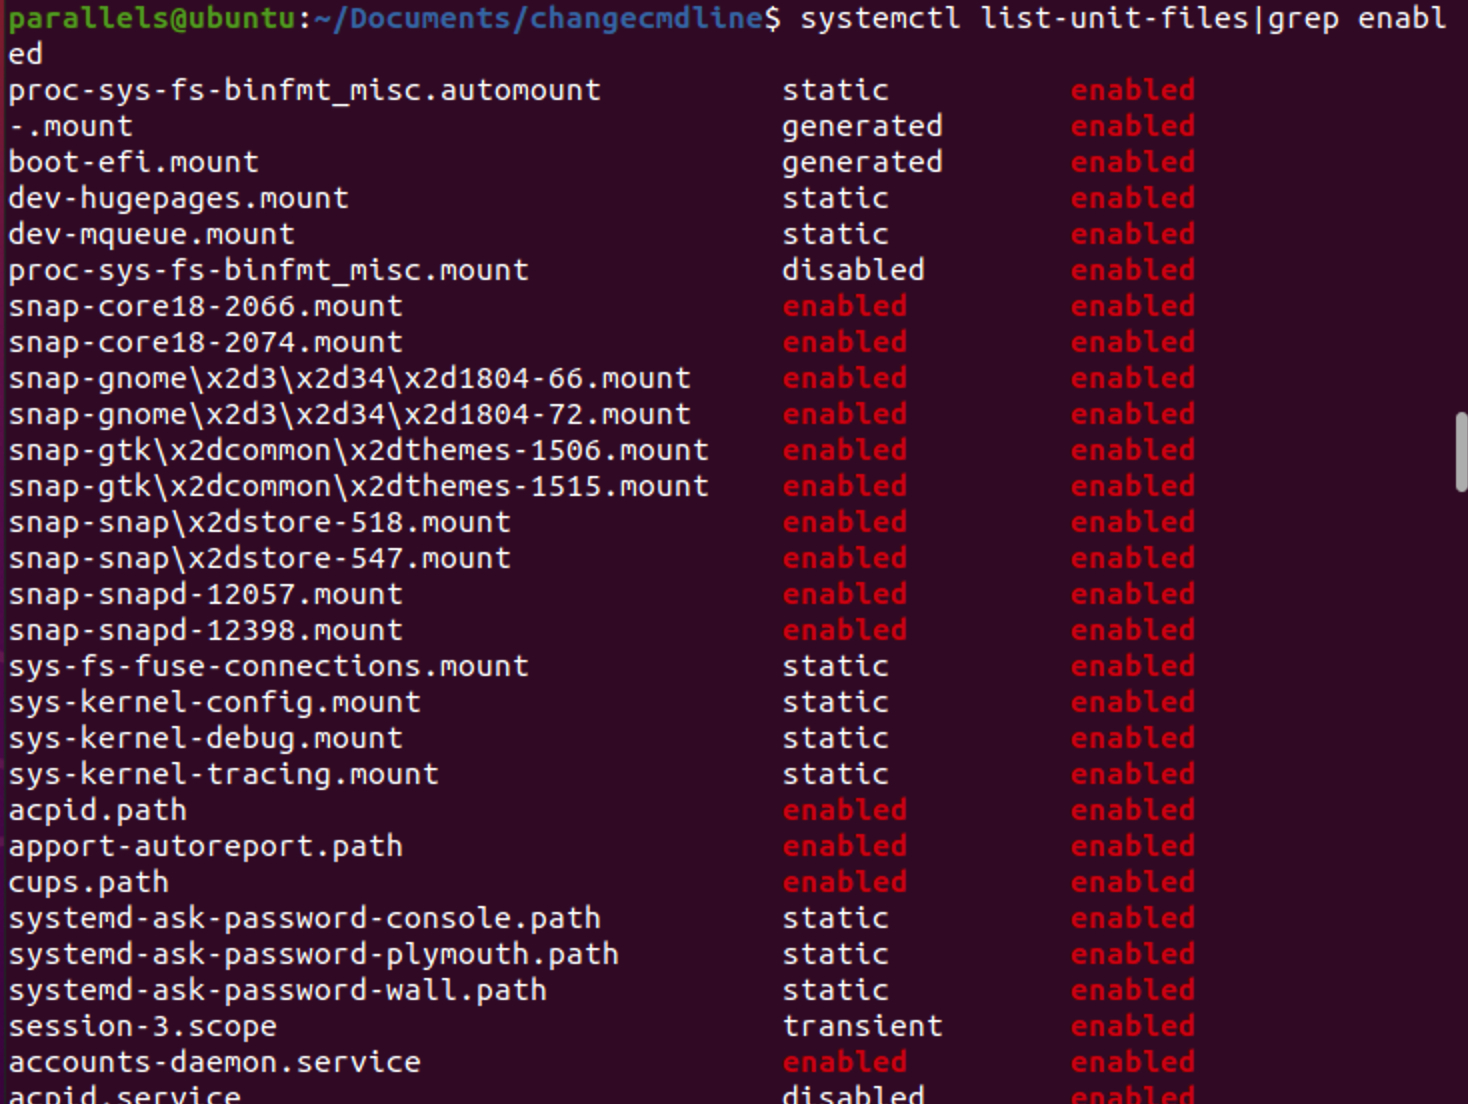 parallels@ubuntu:~/Documents/changecmdline$ systemctl list-unit-files|grep enabl
ed
proc-sys-fs-binfmt_misc.automount static enabled
-.mount generated enabled
boot-efi.mount generated enabled
dev-hugepages.mount static enabled
dev-mqueue.mount static enabled
proc-sys-fs-binfmt_misc.mount disabled enabled
snap-core18-2066.mount enabled enabled
snap-core18-2074.mount enabled enabled
snap-gnome\x2d3\x2d34\x2d1804-66.mount enabled enabled
snap-gnome\x2d3\x2d34\x2d1804-72.mount enabled enabled
snap-gtk\x2dcommon\x2dthemes-1506.mount enabled enabled
snap-gtk\x2dcommon\x2dthemes-1515.mount enabled enabled
snap-snap\x2dstore-518.mount enabled enabled
snap-snap\x2dstore-547.mount enabled enabled
snap-snapd-12057.mount enabled enabled
snap-snapd-12398.mount enabled enabled
sys-fs-fuse-connections.mount static enabled
sys-kernel-config.mount static enabled
sys-kernel-debug.mount static enabled
sys-kernel-tracing.mount static enabled
acpid.path enabled enabled
apport-autoreport.path enabled enabled
cups.path enabled enabled
systemd-ask-password-console.path static enabled
systemd-ask-password-plymouth.path static enabled
systemd-ask-password-wall.path static enabled
session-3.scope transient enabled
accounts-daemon.service enabled enabled
acpid.service disabled enabled